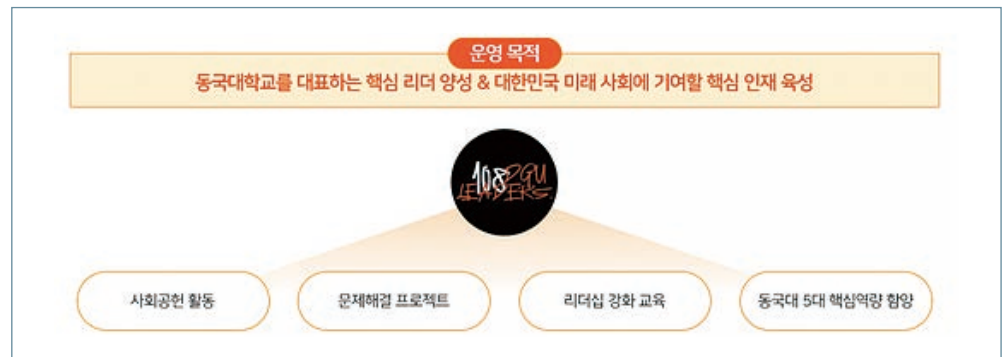 운영 목적
동국대학교를 대표하는 핵심 리더 양성 & 대한민국 미래 사회에 기여할 핵심 인재 육성
108 DGU
LEADERS
사회공헌 활동
문제해결 프로젝트
리더십 강화 교육
동국대 5대 핵심역량 함양